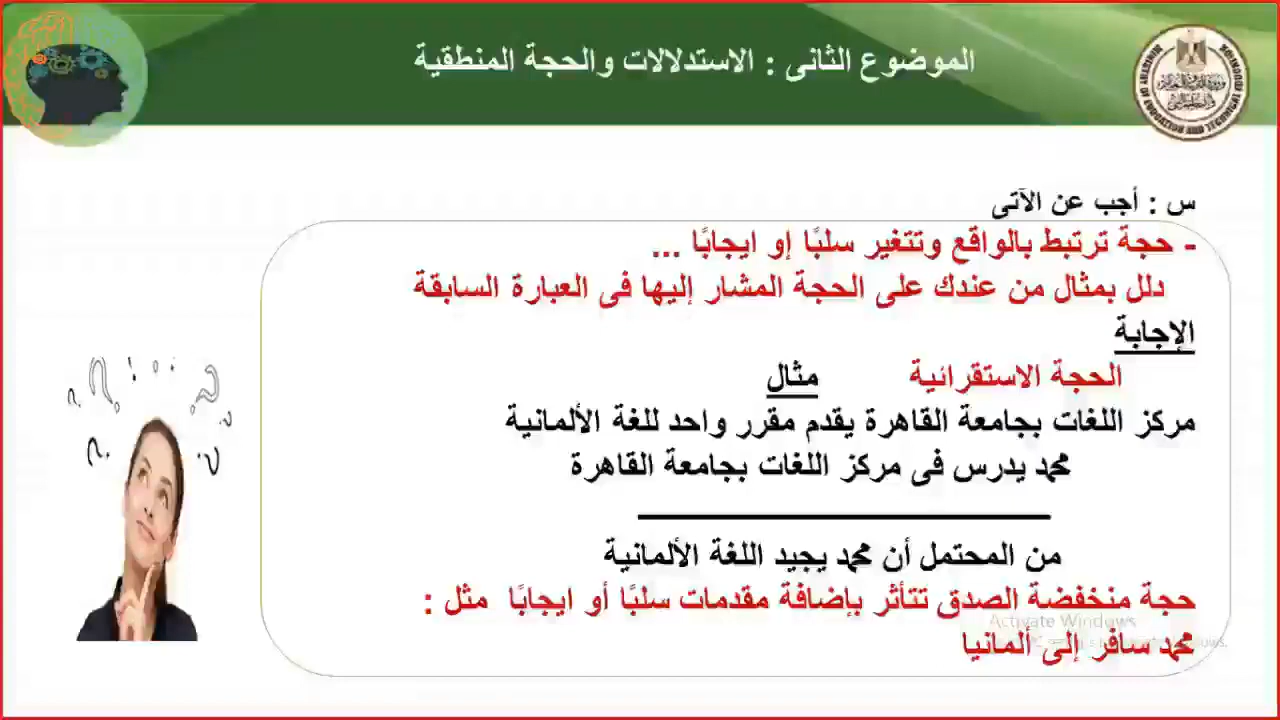 الموضوع الثانى : الاستدلالات والحجة المنطقية
س : أجب عن الآتى
- حجة ترتبط بالواقع وتتغير سلبًا إو ايجابًا ...
دلل بمثال من عندك على الحجة المشار إليها فى العبارة السابقة
الإجابة
الحجة الاستقرائية مثال
مركز اللغات بجامعة القاهرة يقدم مقرر واحد للغة الألمانية
محمد يدرس فى مركز اللغات بجامعة القاهرة
من المحتمل أن محمد يجيد اللغة الألمانية
حجة منخفضة الصدق تتأثر بإضافة مقدمات سلبًا أو ايجابًا مثل :
محمد سافر إلى ألمانيا
Activate Windows